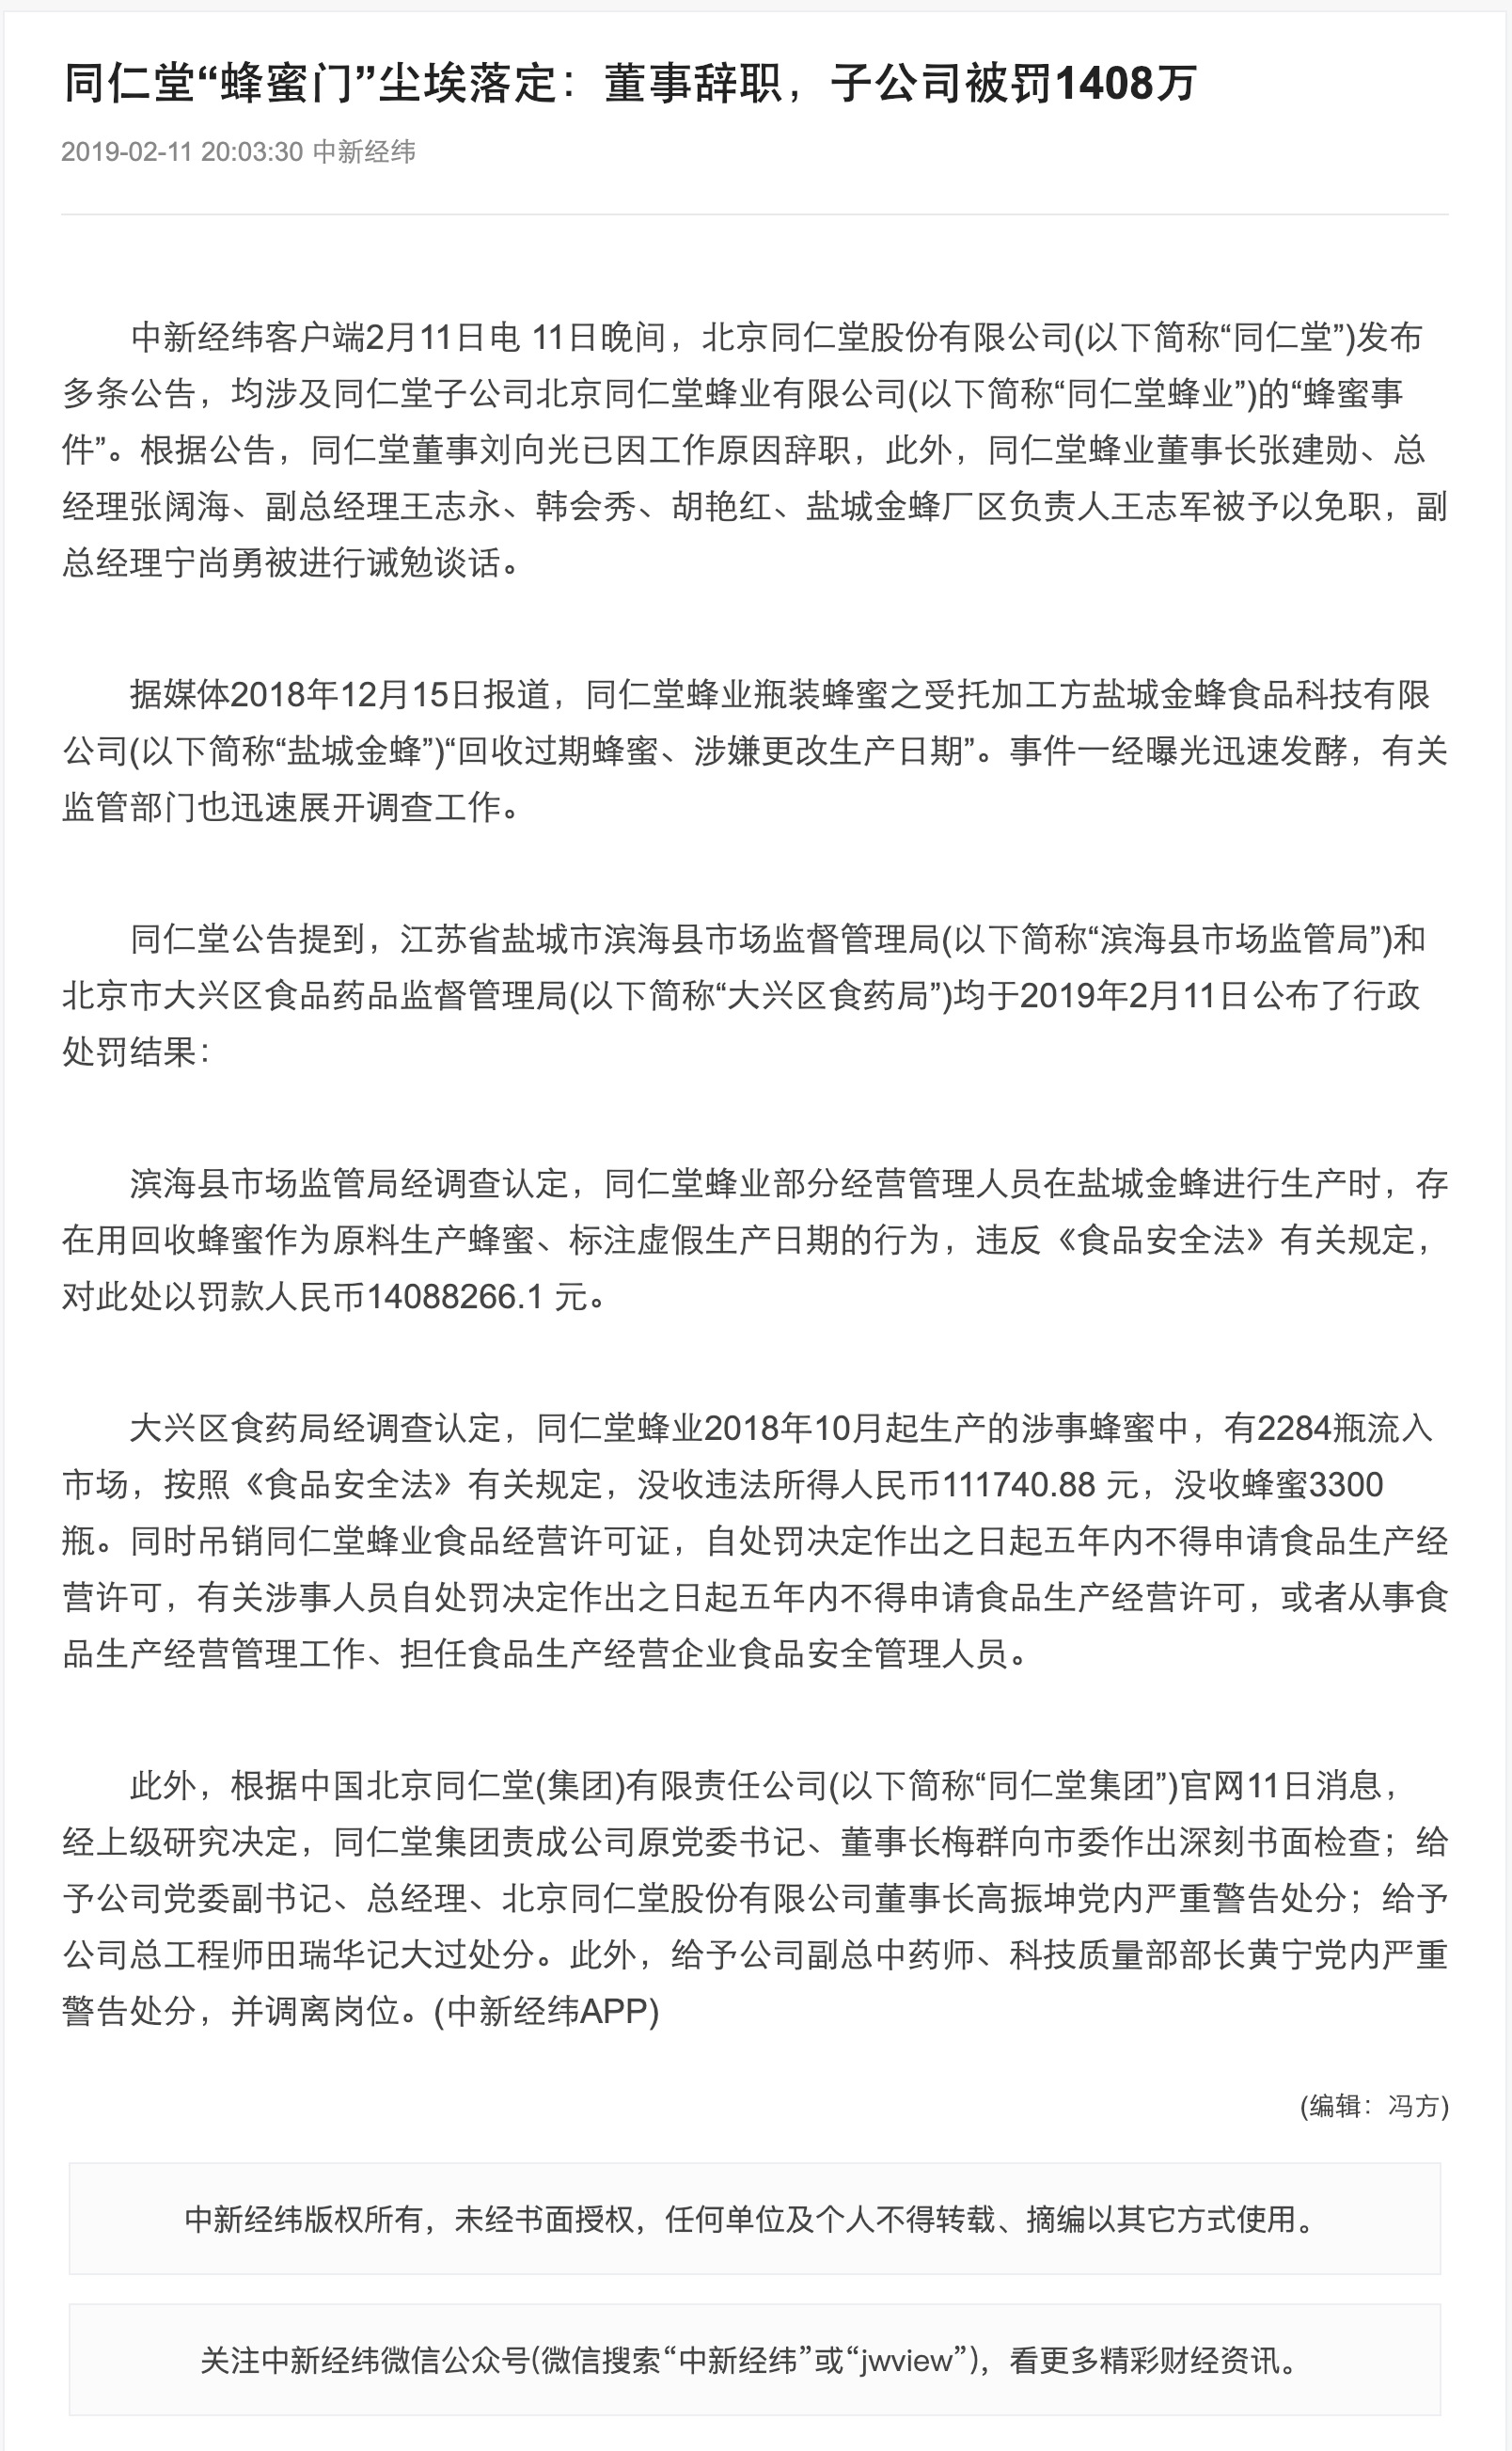 同仁堂“蜂蜜门”尘埃落定：董事辞职，子公司被罚1408万
2019-02-11 20:03:30 中新经纬
中新经纬客户端2月11日电 11日晚间，北京同仁堂股份有限公司(以下简称“同仁堂”)发布
多条公告，均涉及同仁堂子公司北京同仁堂蜂业有限公司(以下简称“同仁堂蜂业”)的“蜂蜜事
件”。根据公告，同仁堂董事刘向光已因工作原因辞职，此外，同仁堂蜂业董事长张建勋、总
经理张阔海、副总经理王志永、韩会秀、胡艳红、盐城金蜂厂区负责人王志军被予以免职，副
总经理宁尚勇被进行诫勉谈话。
据媒体2018年12月15日报道，同仁堂蜂业瓶装蜂蜜之受托加工方盐城金蜂食品科技有限
公司(以下简称“盐城金蜂”)“回收过期蜂蜜、涉嫌更改生产日期”。事件一经曝光迅速发酵，有关
监管部门也迅速展开调查工作。
同仁堂公告提到，江苏省盐城市滨海县市场监督管理局(以下简称“滨海县市场监管局”)和
北京市大兴区食品药品监督管理局(以下简称“大兴区食药局”)均于2019年2月11日公布了行政
处罚结果：
滨海县市场监管局经调查认定，同仁堂蜂业部分经营管理人员在盐城金蜂进行生产时，存
在用回收蜂蜜作为原料生产蜂蜜、标注虚假生产日期的行为，违反《食品安全法》有关规定，
对此处以罚款人民币14088266.1 元。
大兴区食药局经调查认定，同仁堂蜂业2018年10月起生产的涉事蜂蜜中，有2284瓶流入
市场，按照《食品安全法》有关规定，没收违法所得人民币111740.88 元，没收蜂蜜3300
瓶。同时吊销同仁堂蜂业食品经营许可证，自处罚决定作出之日起五年内不得申请食品生产经
营许可，有关涉事人员自处罚决定作出之日起五年内不得申请食品生产经营许可，或者从事食
品生产经营管理工作、担任食品生产经营企业食品安全管理人员。
此外，根据中国北京同仁堂(集团)有限责任公司(以下简称“同仁堂集团”)官网11日消息，
经上级研究决定，同仁堂集团责成公司原党委书记、董事长梅群向市委作出深刻书面检查；给
予公司党委副书记、总经理、北京同仁堂股份有限公司董事长高振坤党内严重警告处分；给予
公司总工程师田瑞华记大过处分。此外，给予公司副总中药师、科技质量部部长黄宁党内严重
警告处分，并调离岗位。(中新经纬APP)
(编辑：冯方)
中新经纬版权所有，未经书面授权，任何单位及个人不得转载、摘编以其它方式使用。
关注中新经纬微信公众号(微信搜索“中新经纬”或“jwview”)，看更多精彩财经资讯。